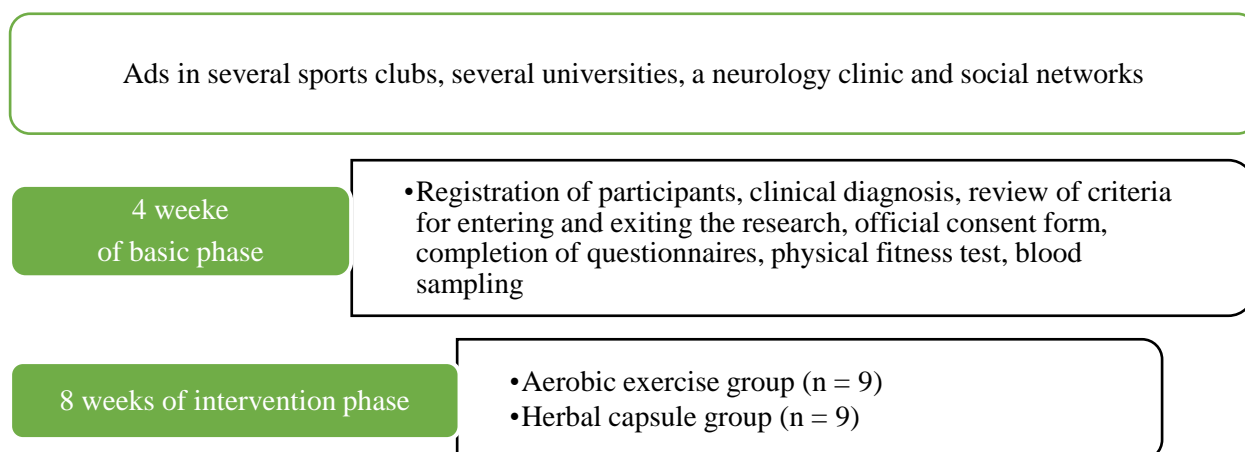 Ads in several sports clubs, several universities, a neurology clinic and social networks
4 weeke
of basic phase
•Registration of participants, clinical diagnosis, review of criteria
for entering and exiting the research, official consent form,
completion of questionnaires, physical fitness test, blood
sampling
8 weeks of intervention phase
•Aerobic exercise group (n = 9)
•Herbal capsule group (n = 9)